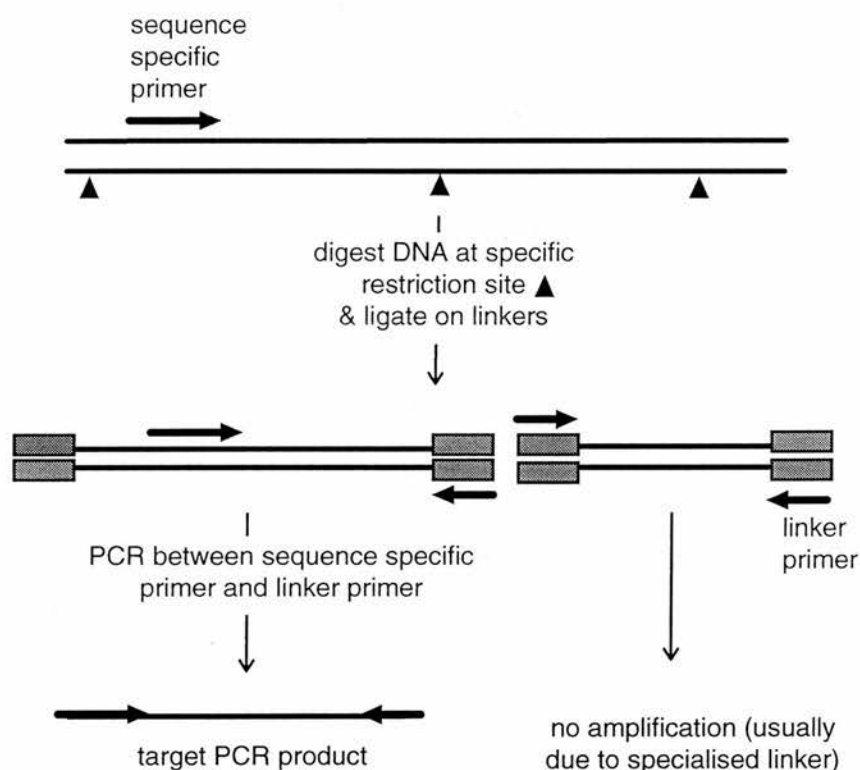 sequence
specific
primer
digest DNA at specific
restriction site ▲
& ligate on linkers
PCR between sequence specific
primer and linker primer
linker
primer
target PCR product
no amplification (usually
due to specialised linker)